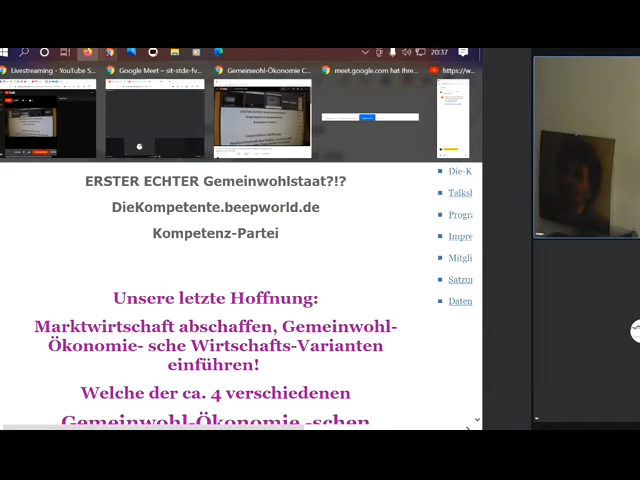 20:37
Livestreaming - YouTube S...
Google Meet – sit-stde-fv...
Gemeinwohl-Ökonomie C...
meet.google.com hat Ihre...
https://w...
ERSTER ECHTER Gemeinwohlstaat?!?
DieKompetente.beepworld.de
Kompetenz-Partei
Unsere letzte Hoffnung:
Marktwirtschaft abschaffen, Gemeinwohl-
Ökonomie- sche Wirtschafts-Varianten
einführen!
Welche der ca. 4 verschiedenen
Gemeinwohl-Ökonomie -schen
Die-K
Talksl
Progra
Impre
Mitgli
Satzu
Daten